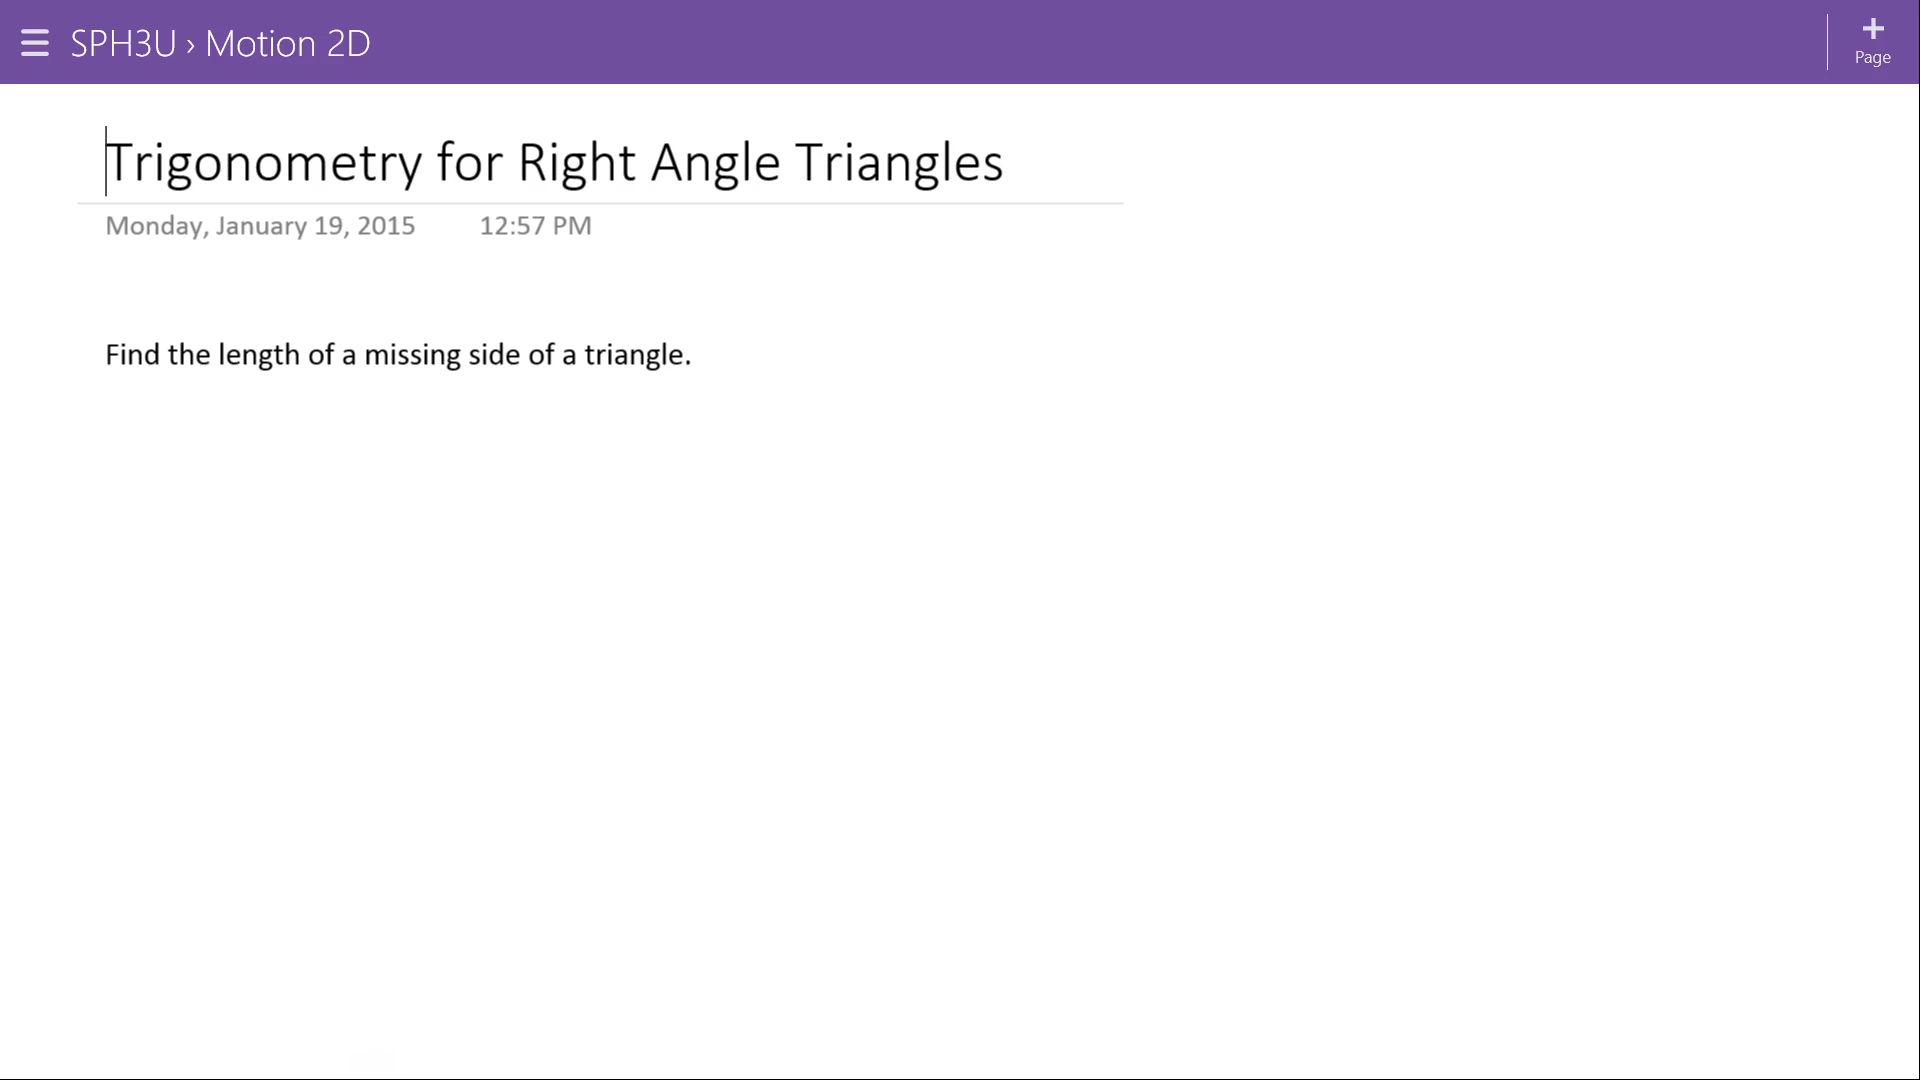 SPH3U › Motion 2D
Page
Trigonometry for Right Angle Triangles
Monday, January 19, 2015 12:57 PM
Find the length of a missing side of a triangle.